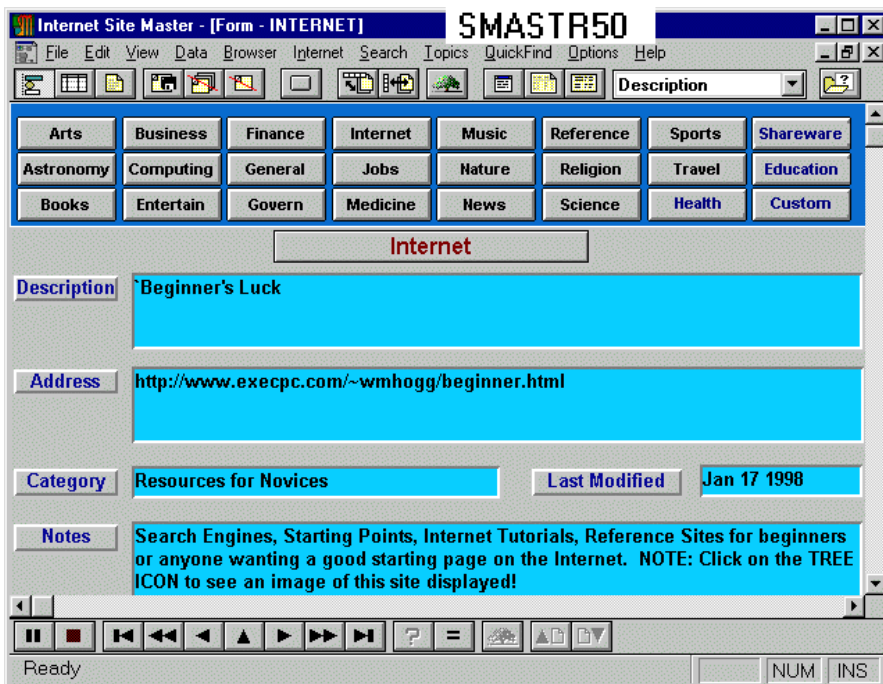 Internet Site Master - [Form - INTERNET]
SMASTR50
File Edit View Data Browser Internet Search Topics QuickFind Options Help
Description
Arts Business Finance Internet Music Reference Sports Shareware
Astronomy Computing General Jobs Nature Religion Travel Education
Books Entertain Govern Medicine News Science Health Custom
Internet
Description `Beginner's Luck
Address http://www.execpc.com/~wmhogg/beginner.html
Category Resources for Novices Last Modified Jan 17 1998
Notes Search Engines, Starting Points, Internet Tutorials, Reference Sites for beginners
or anyone wanting a good starting page on the Internet.  NOTE: Click on the TREE
ICON to see an image of this site displayed!
Ready NUM INS